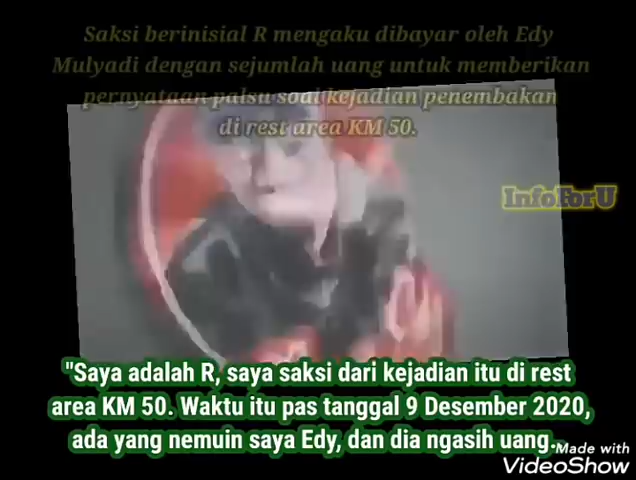 Saksi berinisial R mengaku dibayar oleh Edy
Mulyadi dengan sejumlah uang untuk memberikan
pernyataan palsu soal kejadian penembakan
di rest area KM 50.
InfoForU
"Saya adalah R, saya saksi dari kejadian itu di rest
area KM 50. Waktu itu pas tanggal 9 Desember 2020,
ada yang nemuin saya Edy, dan dia ngasih uang..
Made with
VideoShow